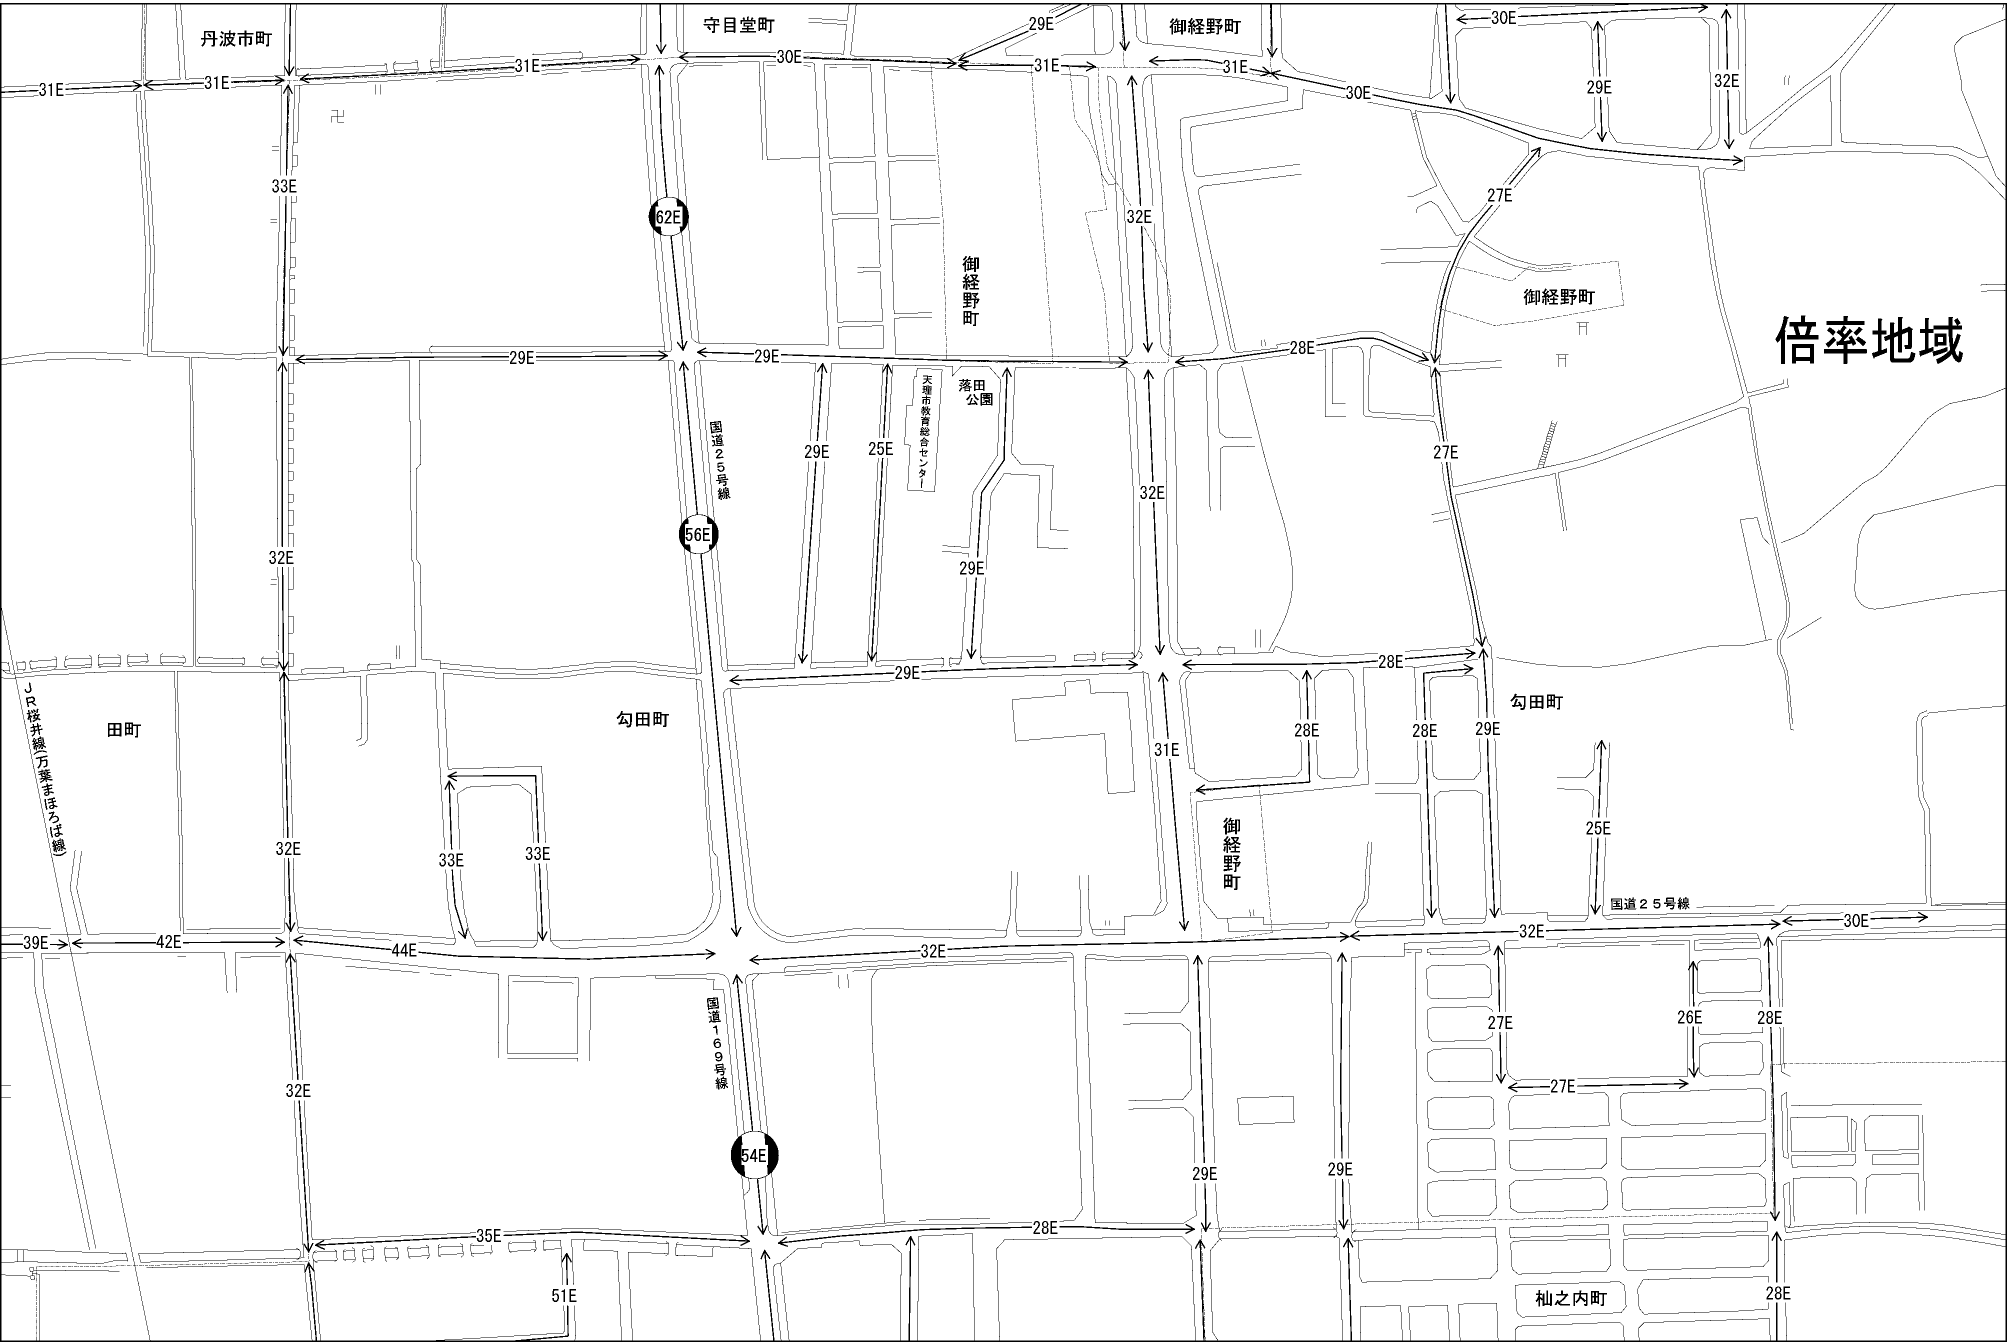 29E
守目堂町
御経野町
30E
丹波市町
31E
31E
31E
30E
31E
31E
30E
29E
32E
33E
62E
32E
27E
御経野町
御経野町
倍率地域
29E
29E
28E
天理市教育総合センター
落田
公園
国道25号線
29E
25E
27E
32E
32E
56E
29E
29E
28E
JR桜井線(万葉まほろば線)
田町
勾田町
勾田町
31E
28E
28E
29E
32E
33E
33E
御経野町
25E
国道25号線
39E
42E
44E
32E
32E
30E
国道169号線
27E
26E
28E
32E
27E
54E
29E
29E
35E
28E
51E
杣之内町
28E